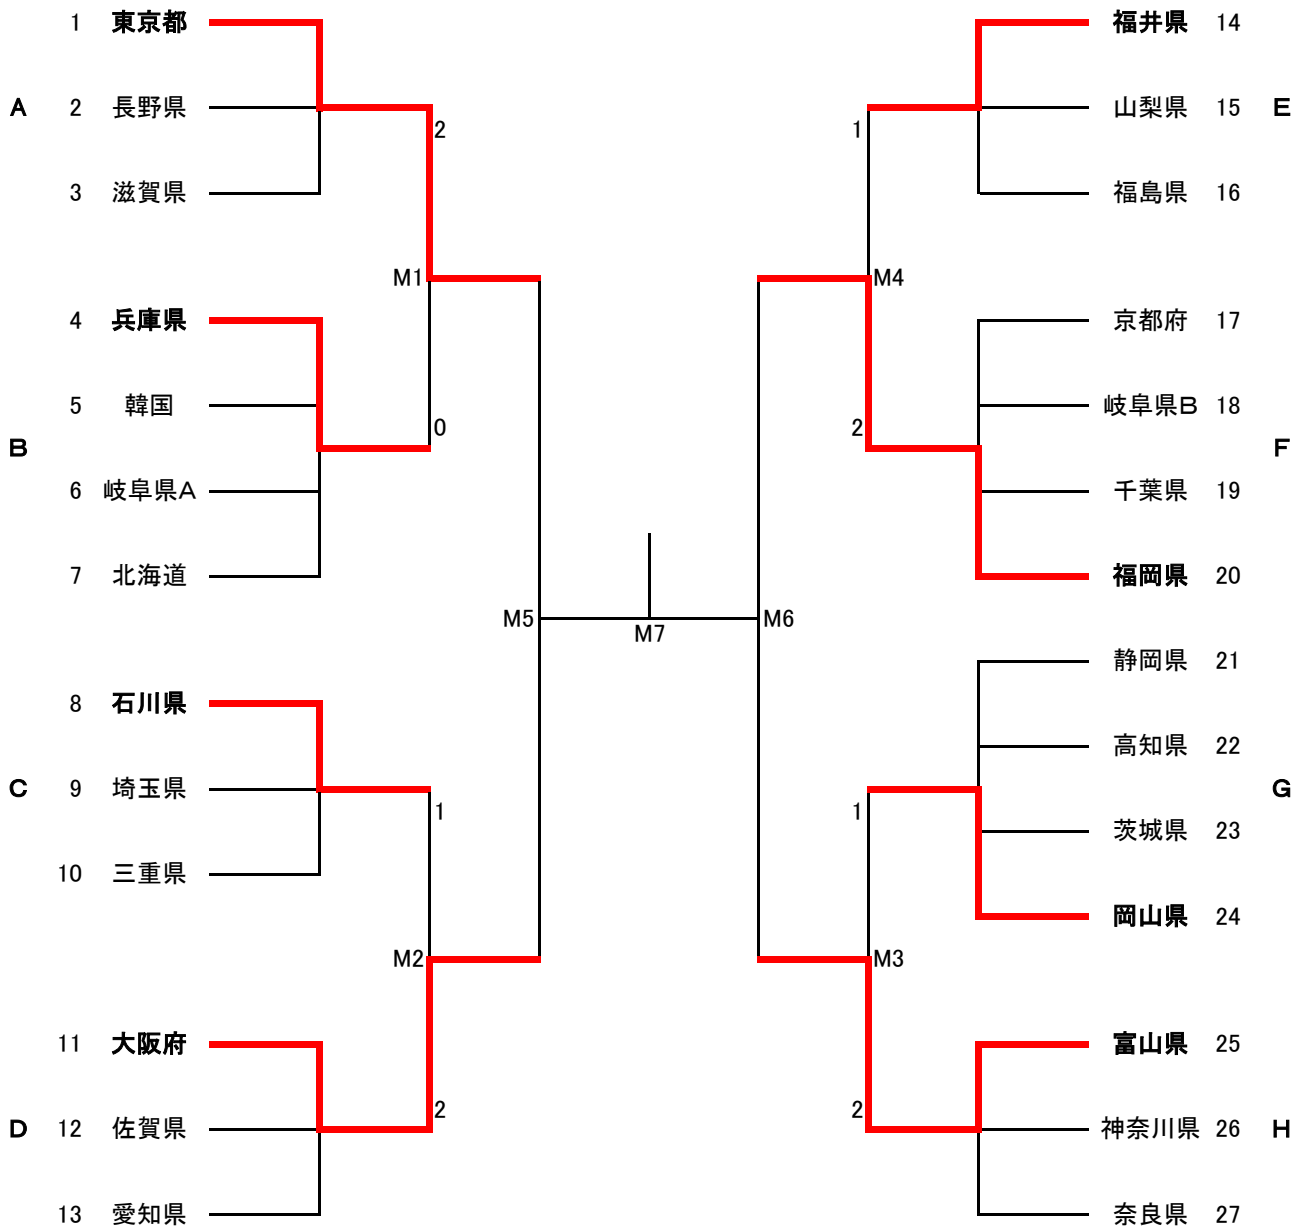 1 東京都
A 2 長野県
2
3 滋賀県
M1
4 兵庫県
5 韓国
0
B
6 岐阜県A
7 北海道
M5
8 石川県
C 9 埼玉県
1
10 三重県
M2
11 大阪府
2
D 12 佐賀県
13 愛知県
M7
福井県 14
山梨県 15 E
1
福島県 16
M4
京都府 17
岐阜県B 18
2
F
千葉県 19
福岡県 20
M6
静岡県 21
高知県 22
G
1
茨城県 23
岡山県 24
M3
富山県 25
2
神奈川県 26 H
奈良県 27